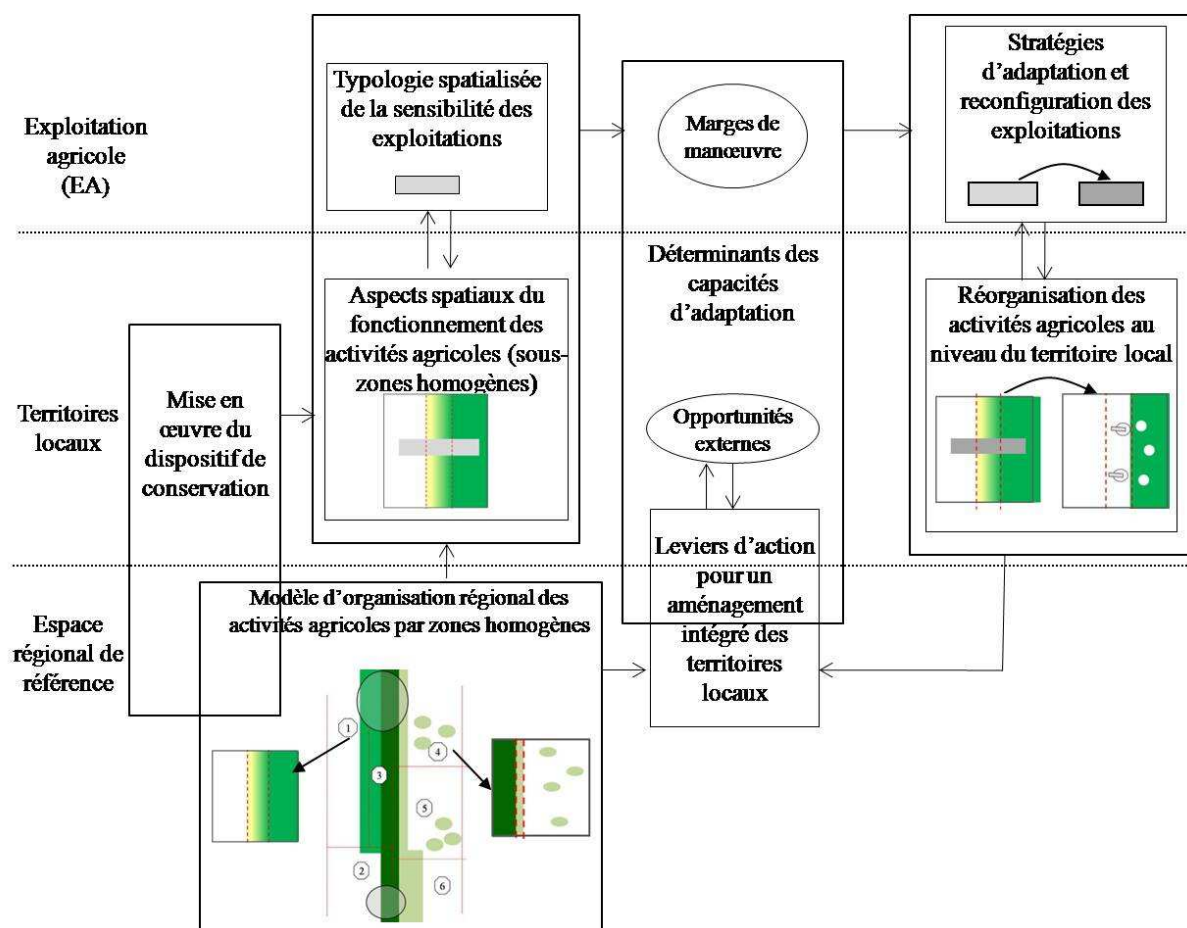 Exploitation
agricole
(EA)
Typologie spatialisée
de la sensibilité des
exploitations
Marges de
manœuvre
Stratégies
d'adaptation et
reconfiguration des
exploitations
Territoires
locaux
Mise en
œuvre du
dispositif de
conservation
Aspects spatiaux du
fonctionnement des
activités agricoles (sous-
zones homogènes)
Déterminants des
capacités
d'adaptation
Opportunités
externes
Réorganisation des
activités agricoles au
niveau du territoire local
Espace
régional de
référence
Modèle d'organisation régional des
activités agricoles par zones homogènes
1
3
4
5
2
6
Leviers d'action
pour un
aménagement
intégré des
territoires
locaux